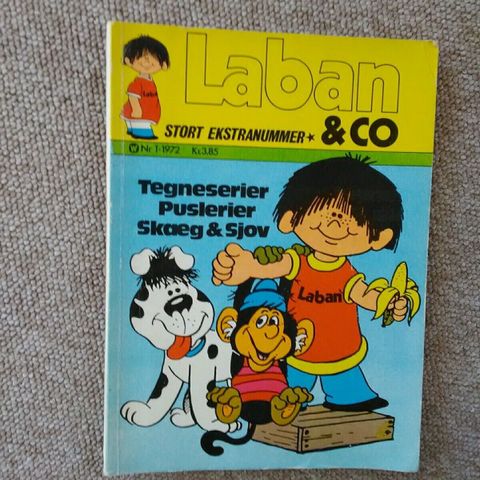 Laban
Laban
STORT EKSTRANUMMER ★ & CO
W Nr. 1-1972 Kr. 3.85
Tegneserier
Puslerier
Skæg & Sjov
Laban